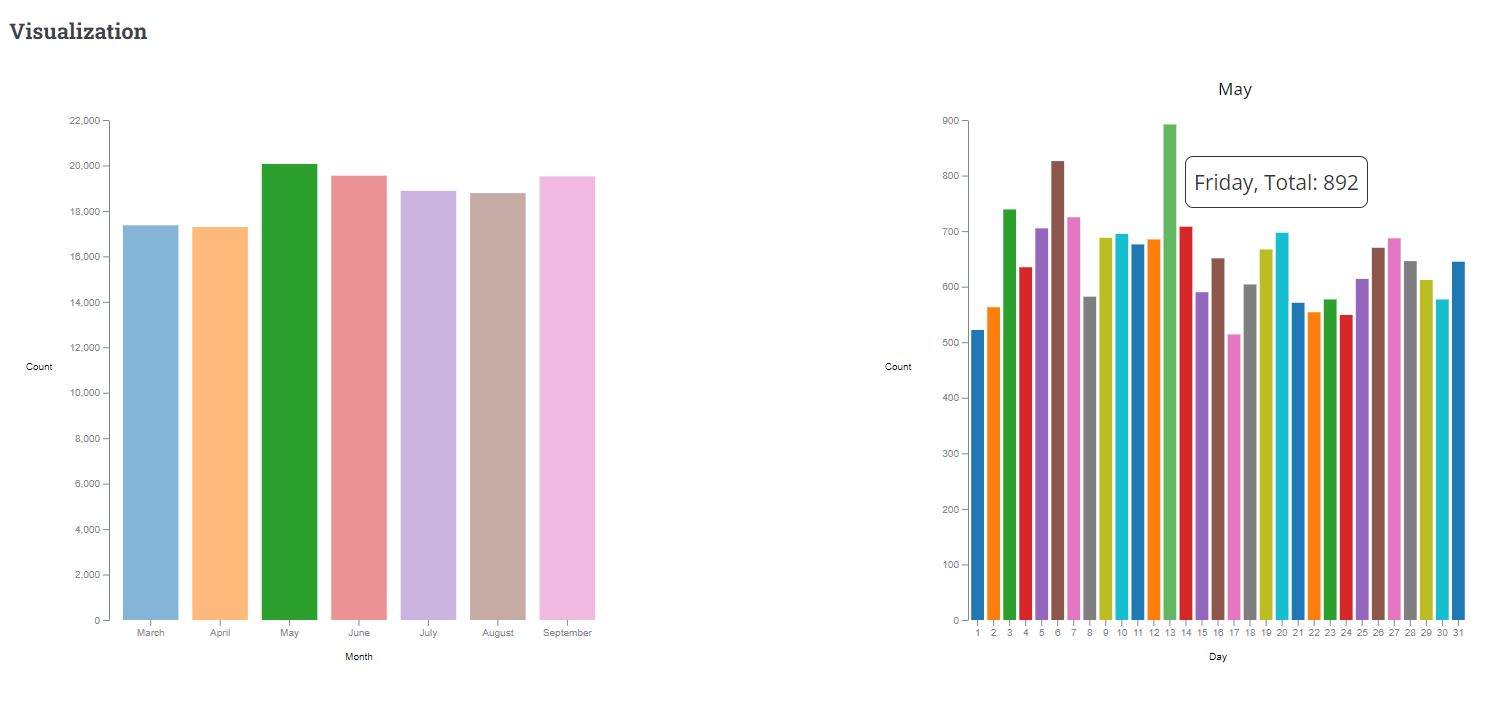 Visualization
22,000
20,000
18,000
16,000
14,000
12,000
10,000
8,000
6,000
4,000
2,000
0
Count
March April May June July August September
Month
May
900
800
700
600
500
400
300
200
100
0
Friday, Total: 892
Count
1 2 3 4 5 6 7 8 9 10 11 12 13 14 15 16 17 18 19 20 21 22 23 24 25 26 27 28 29 30 31
Day